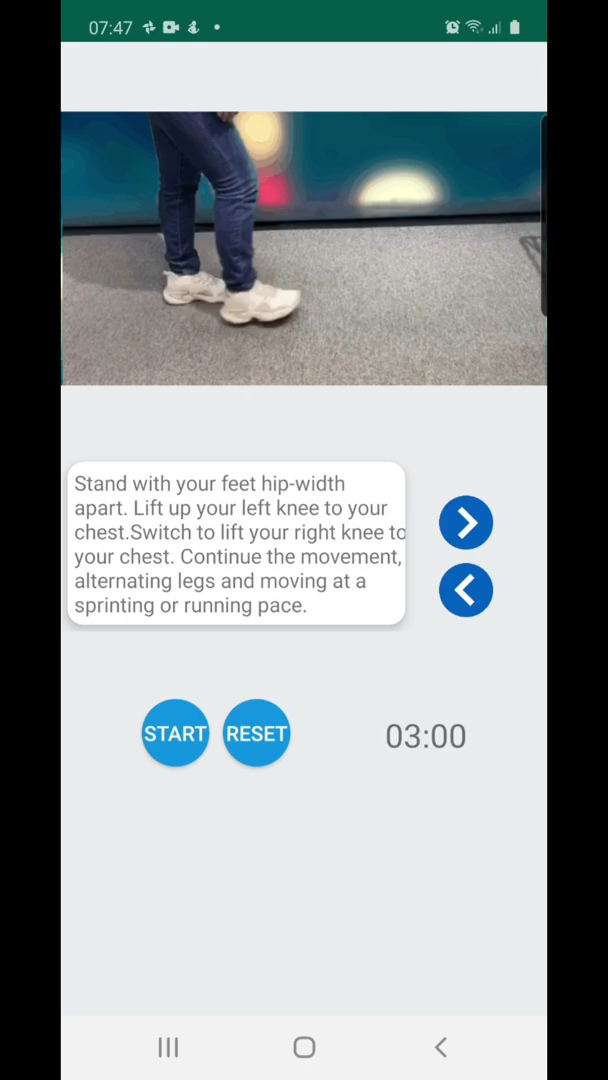 07:47
Stand with your feet hip-width
apart. Lift up your left knee to your
chest.Switch to lift your right knee to
your chest. Continue the movement,
alternating legs and moving at a
sprinting or running pace.
START RESET 03:00